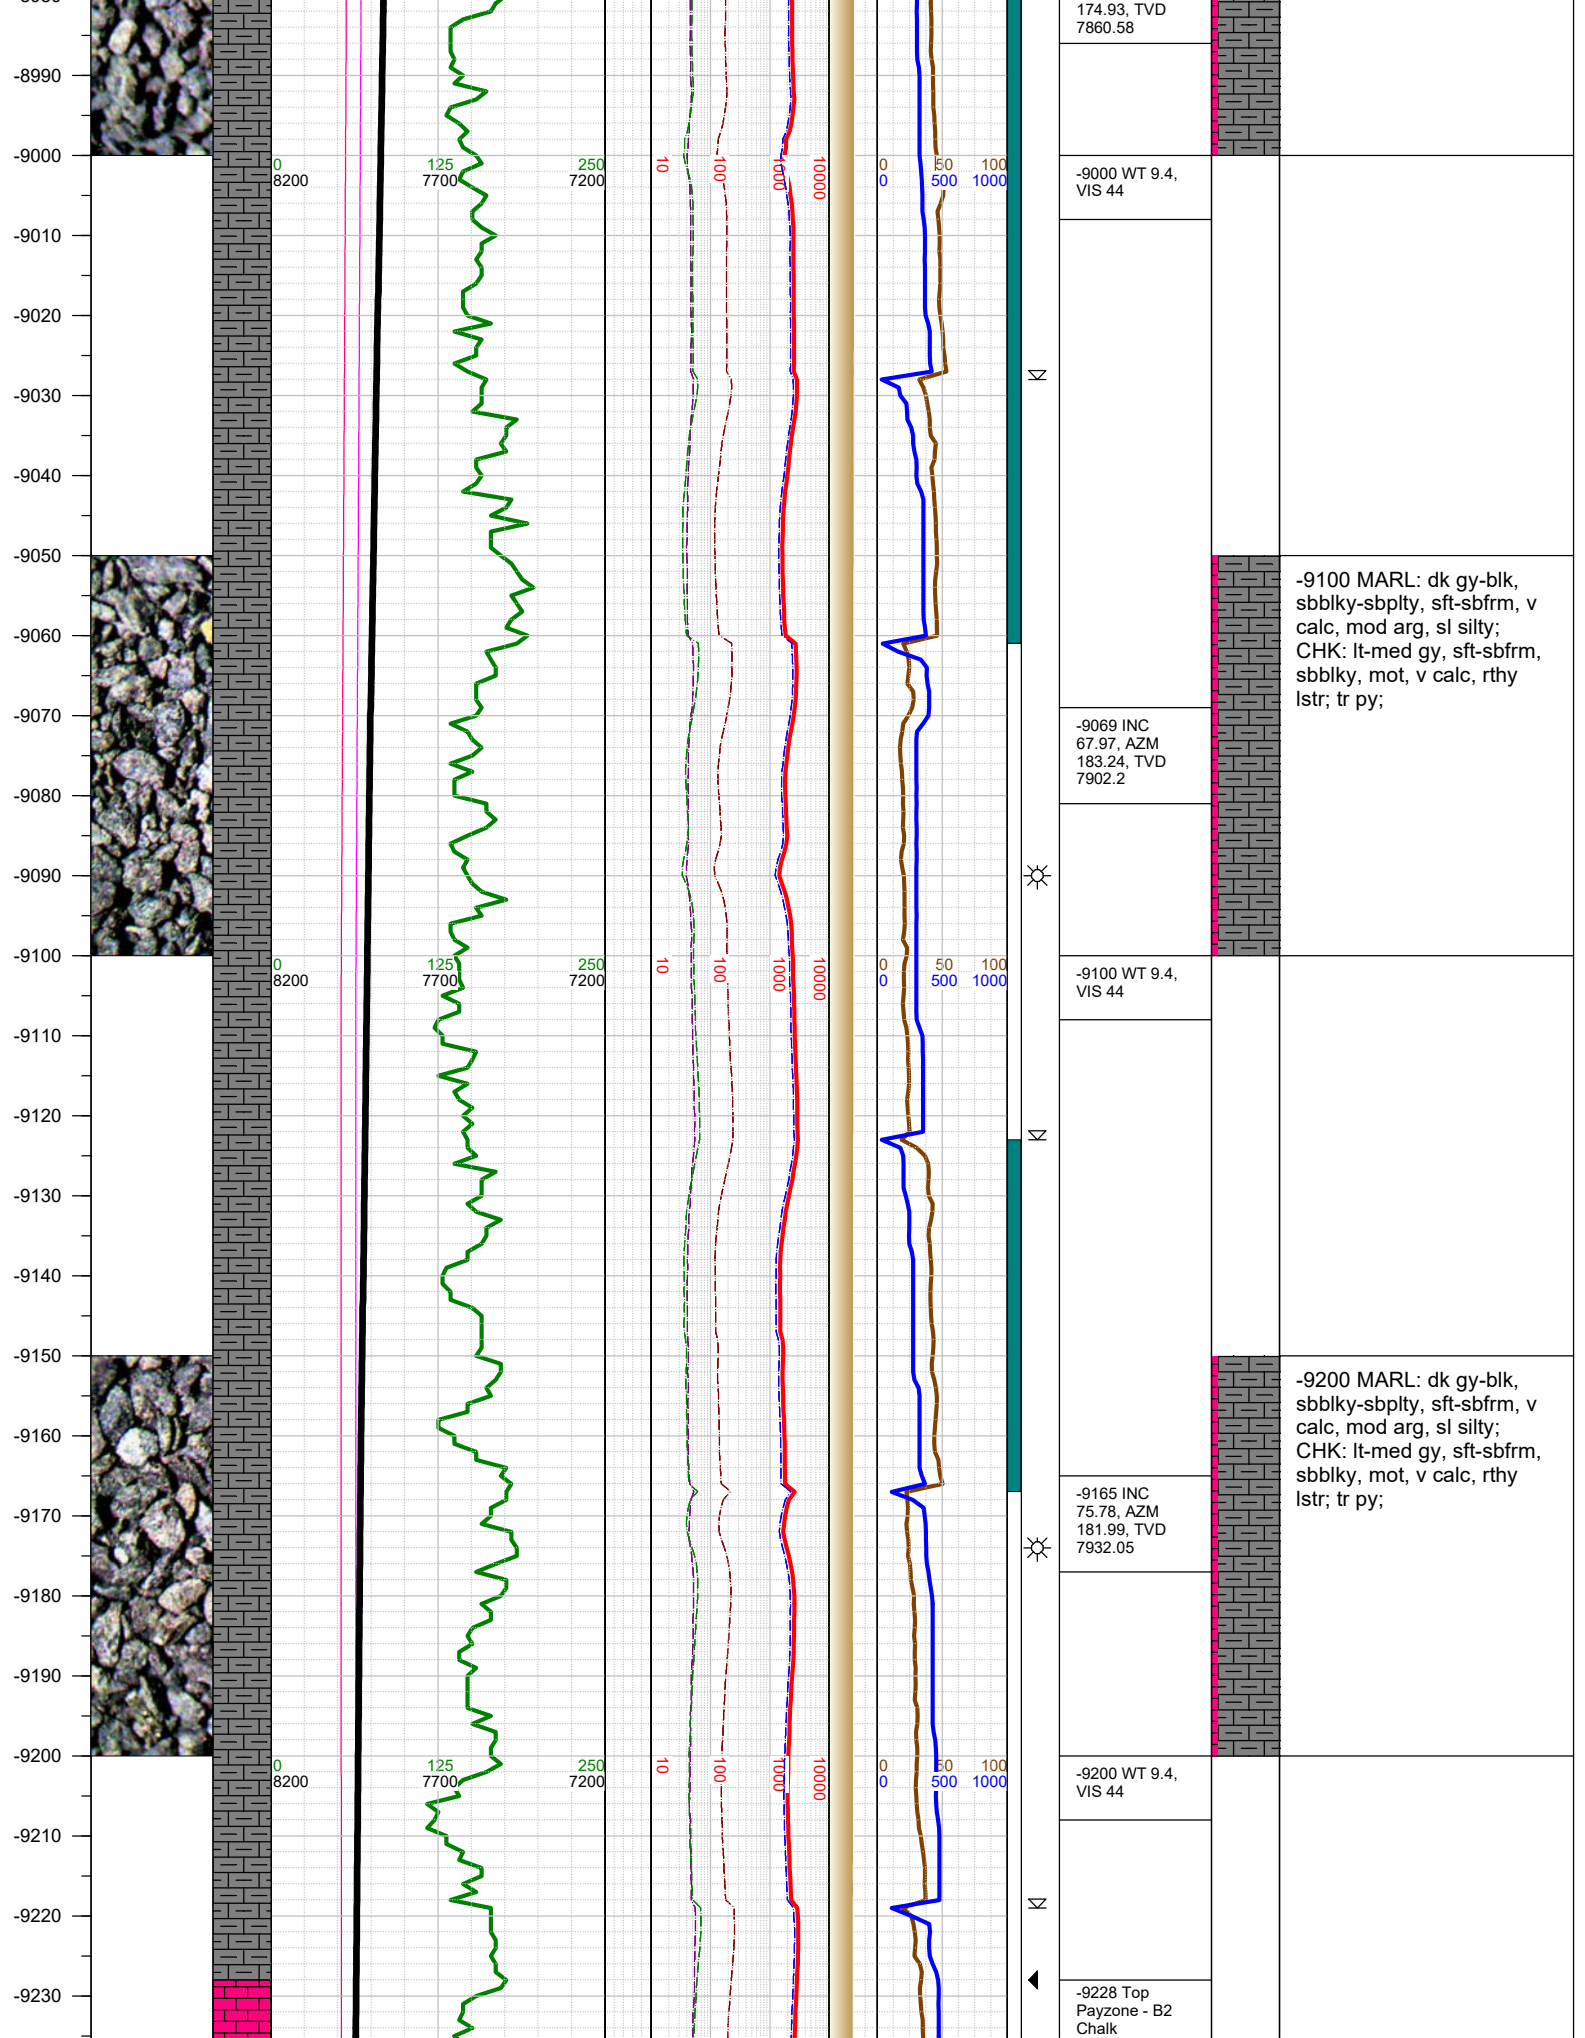 174.93, TVD
7860.58
-8990
-9000
0 125 250 10 100 1000 10000 0 50 100
8200 7700 7200 0 500 1000
-9000 WT 9.4,
VIS 44
-9010
-9020
-9030
-9040
-9050
-9100 MARL: dk gy-blk,
sbblky-sbplty, sft-sbfrm, v
calc, mod arg, sl silty;
CHK: lt-med gy, sft-sbfrm,
sbblky, mot, v calc, rthy
lstr; tr py;
-9060
-9070
-9069 INC
67.97, AZM
183.24, TVD
7902.2
-9080
-9090
-9100
0 125 250 10 100 1000 10000 0 50 100
8200 7700 7200 0 500 1000
-9100 WT 9.4,
VIS 44
-9110
-9120
-9130
-9140
-9150
-9200 MARL: dk gy-blk,
sbblky-sbplty, sft-sbfrm, v
calc, mod arg, sl silty;
CHK: lt-med gy, sft-sbfrm,
sbblky, mot, v calc, rthy
lstr; tr py;
-9160
-9170
-9165 INC
75.78, AZM
181.99, TVD
7932.05
-9180
-9190
-9200
0 125 250 10 100 1000 10000 0 50 100
8200 7700 7200 0 500 1000
-9200 WT 9.4,
VIS 44
-9210
-9220
-9230
-9228 Top
Payzone - B2
Chalk